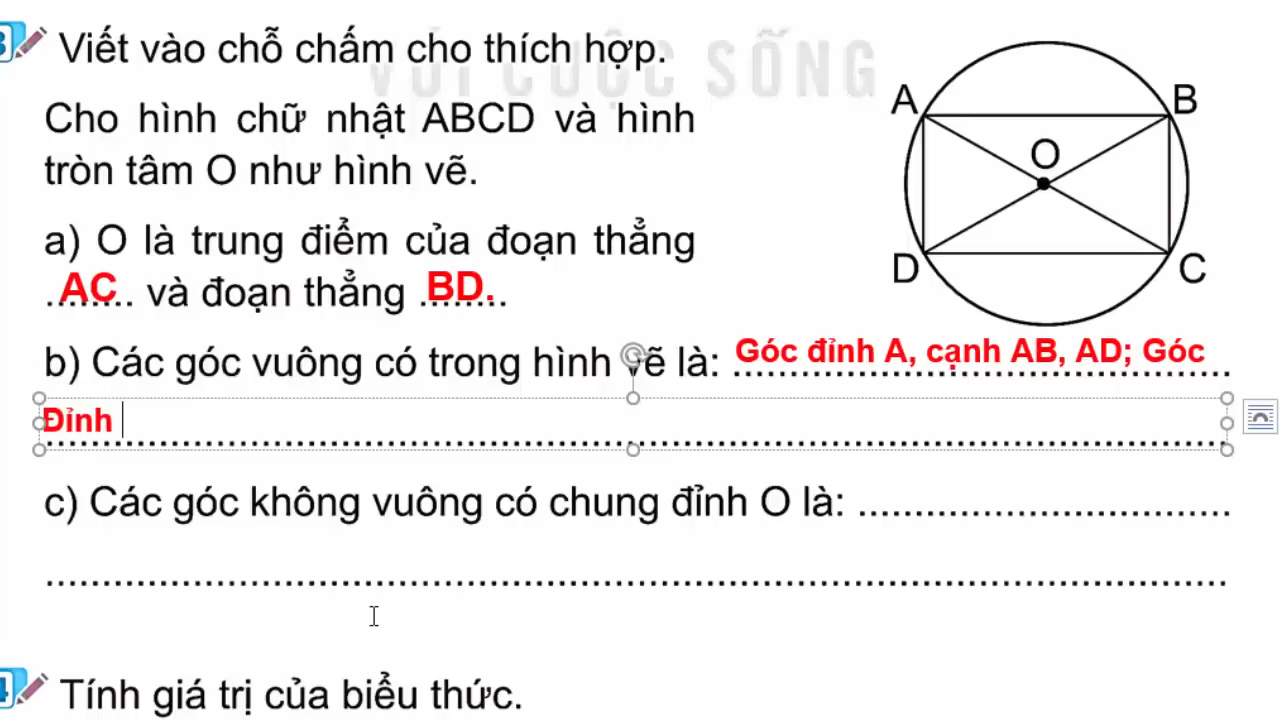 3 Viết vào chỗ chấm cho thích hợp.
VỚI CUỘC SỐNG
Cho hình chữ nhật ABCD và hình
tròn tâm O như hình vẽ.
a) O là trung điểm của đoạn thẳng
..AC.. và đoạn thẳng ..BD...
b) Các góc vuông có trong hình vẽ là: Góc đỉnh A, cạnh AB, AD; Góc
Đỉnh
c) Các góc không vuông có chung đỉnh O là: .................................
.........................................................................................................
A
B
O
D
C
4 Tính giá trị của biểu thức.